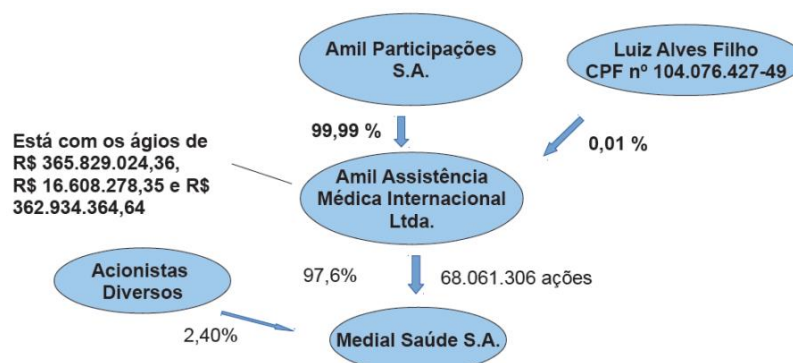 Amil Participações
S.A.
Luiz Alves Filho
CPF nº 104.076.427-49
99,99 %
0,01 %
Está com os ágios de
R$ 365.829.024,36,
R$ 16.608.278,35 e R$
362.934.364,64
Amil Assistência
Médica Internacional
Ltda.
97,6%
68.061.306 ações
Acionistas
Diversos
2,40%
Medial Saúde S.A.